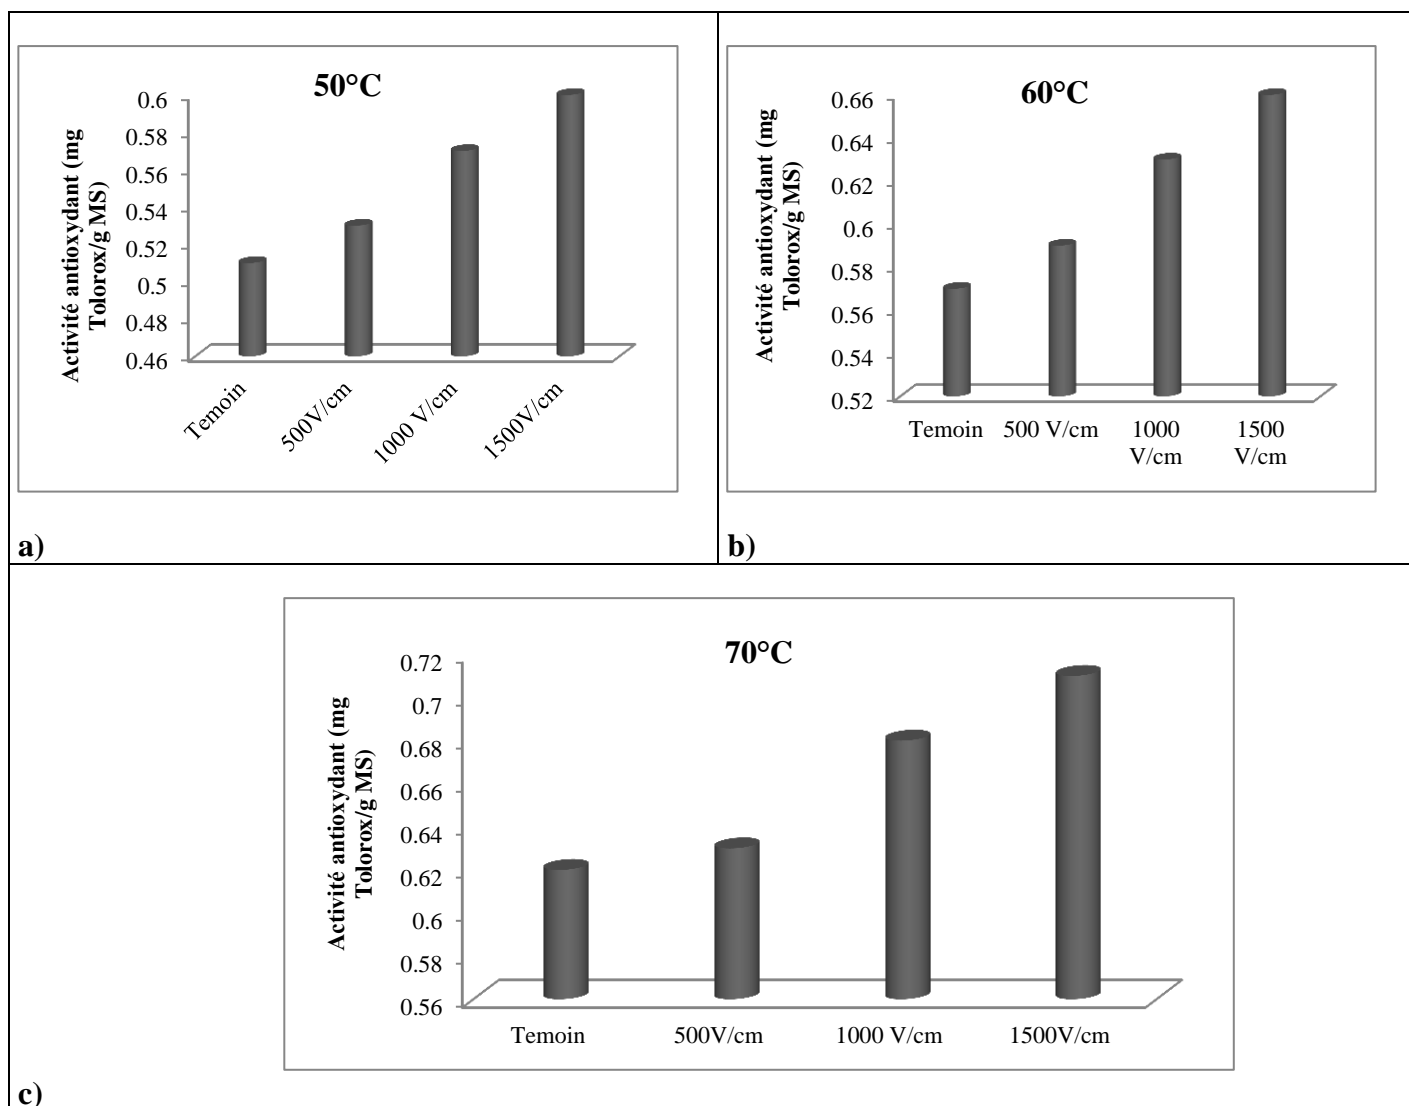 50°C
Activité antioxydant (mg
Tolorox/g MS)
0.6
0.58
0.56
0.54
0.52
0.5
0.48
0.46
Temoin
500V/cm
1000 V/cm
1500V/cm
a)
60°C
Activité antioxydant (mg
Tolorox/g MS)
0.66
0.64
0.62
0.6
0.58
0.56
0.54
0.52
Temoin
500 V/cm
1000
V/cm
1500
V/cm
b)
70°C
Activité antioxydant (mg
Tolorox/g MS)
0.72
0.7
0.68
0.66
0.64
0.62
0.6
0.58
0.56
Temoin
500V/cm
1000 V/cm
1500V/cm
c)